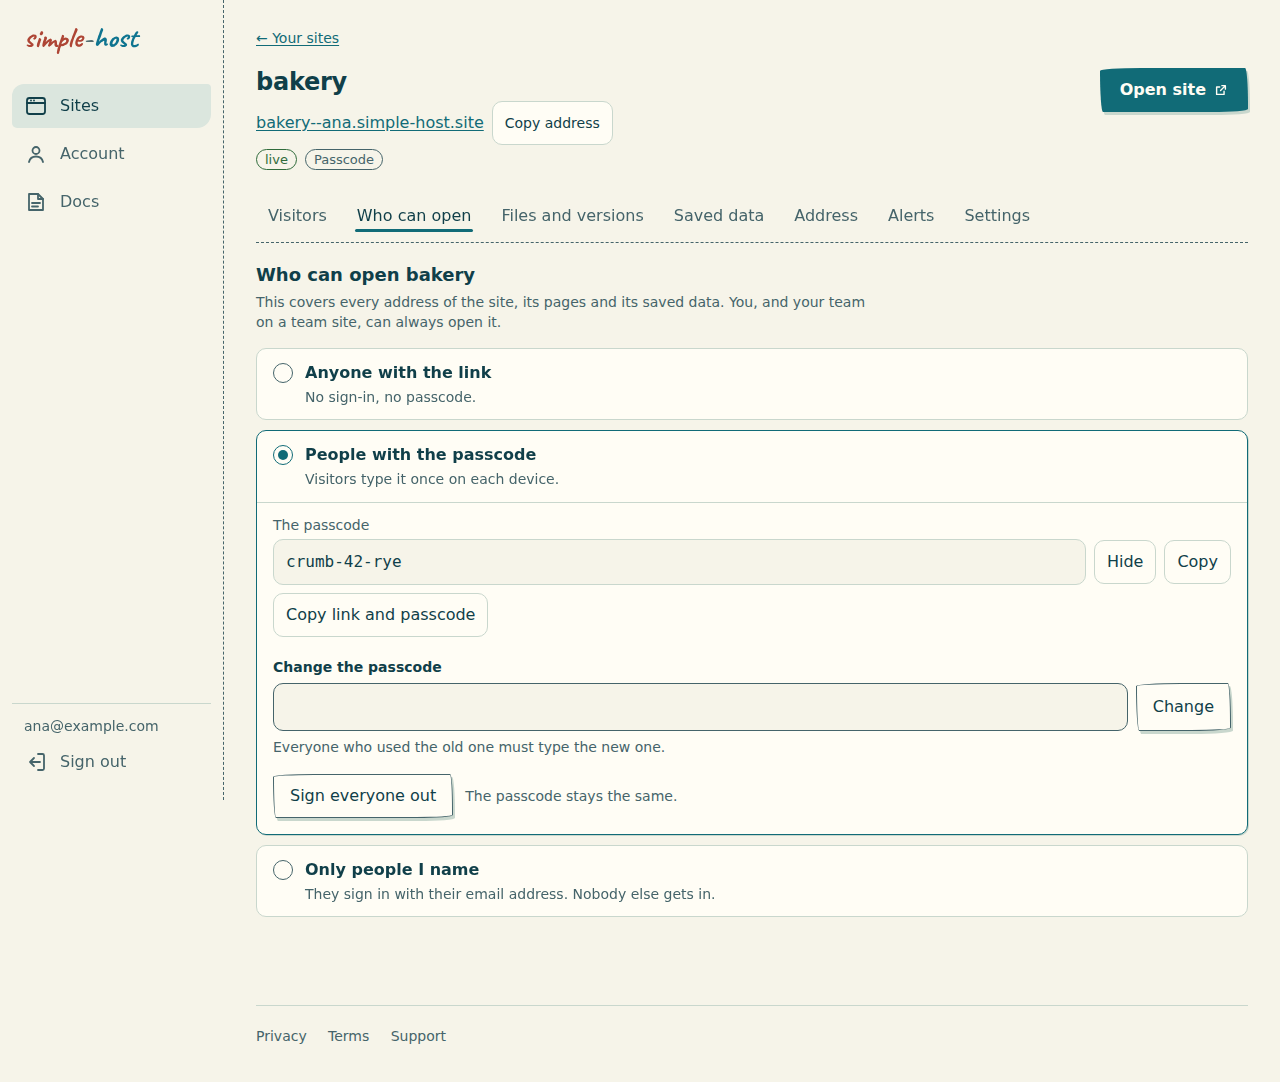 simple-host
Sites
Account
Docs
ana@example.com
Sign out
← Your sites
bakery
bakery--ana.simple-host.site
Copy address
live
Passcode
Open site
Visitors
Who can open
Files and versions
Saved data
Address
Alerts
Settings
Who can open bakery
This covers every address of the site, its pages and its saved data. You, and your team
on a team site, can always open it.
Anyone with the link
No sign-in, no passcode.
People with the passcode
Visitors type it once on each device.
The passcode
crumb-42-rye
Hide
Copy
Copy link and passcode
Change the passcode
Change
Everyone who used the old one must type the new one.
Sign everyone out
The passcode stays the same.
Only people I name
They sign in with their email address. Nobody else gets in.
Privacy
Terms
Support